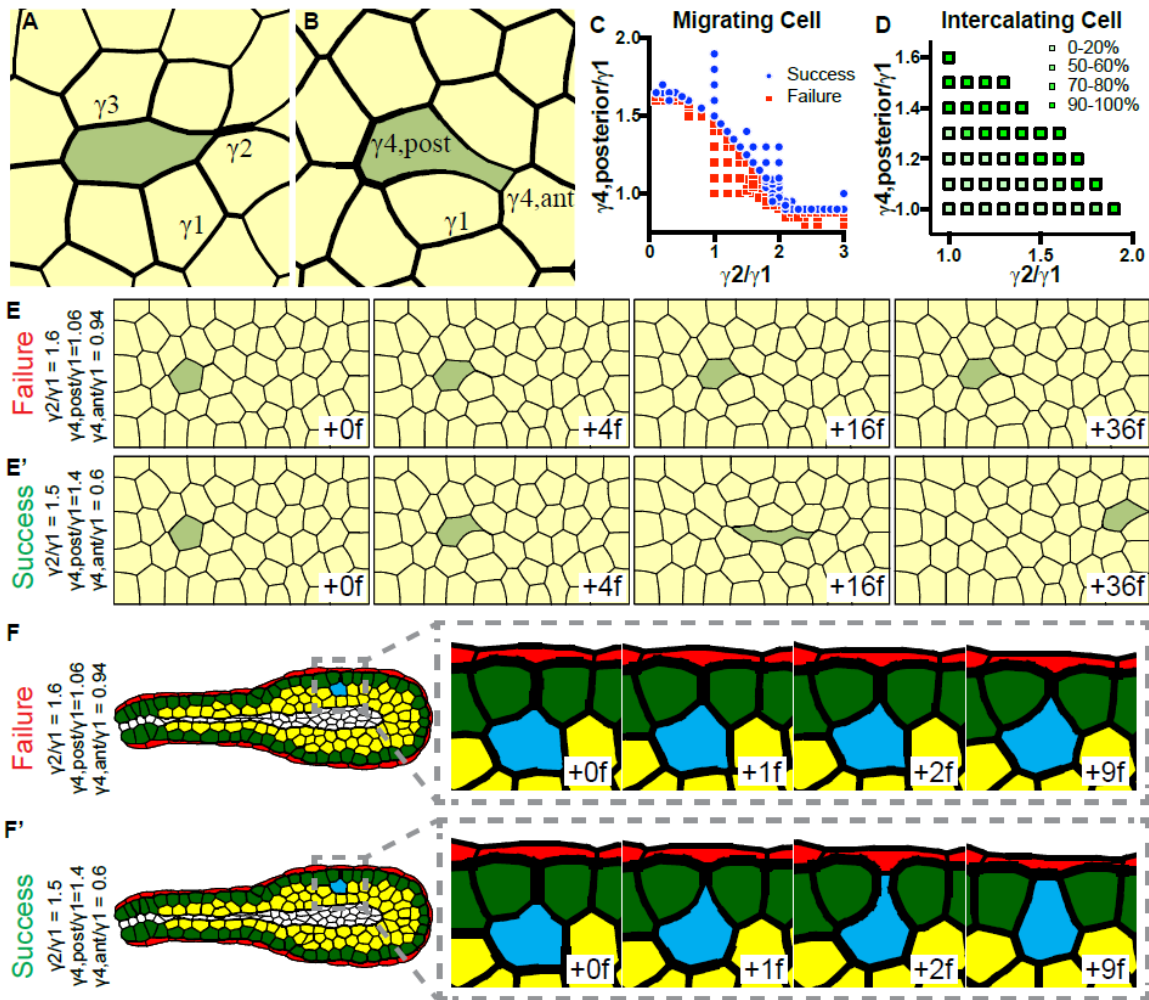 A
γ3
γ2
γ1
B
γ4,post
γ4,ant
γ1
C
Migrating Cell
γ4,posterior/γ1
2.0
1.5
1.0
Success
Failure
0
1
2
3
γ2/γ1
D
Intercalating Cell
γ4,posterior/γ1
1.6
1.4
1.2
1.0
0-20%
50-60%
70-80%
90-100%
1.0
1.5
2.0
γ2/γ1
E
Failure
γ2/γ1 = 1.6
γ4,post/γ1=1.06
γ4,ant/γ1 = 0.94
+0f
+4f
+16f
+36f
E'
Success
γ2/γ1 = 1.5
γ4,post/γ1=1.4
γ4,ant/γ1 = 0.6
+0f
+4f
+16f
+36f
F
Failure
γ2/γ1 = 1.6
γ4,post/γ1=1.06
γ4,ant/γ1 = 0.94
+0f
+1f
+2f
+9f
F'
Success
γ2/γ1 = 1.5
γ4,post/γ1=1.4
γ4,ant/γ1 = 0.6
+0f
+1f
+2f
+9f